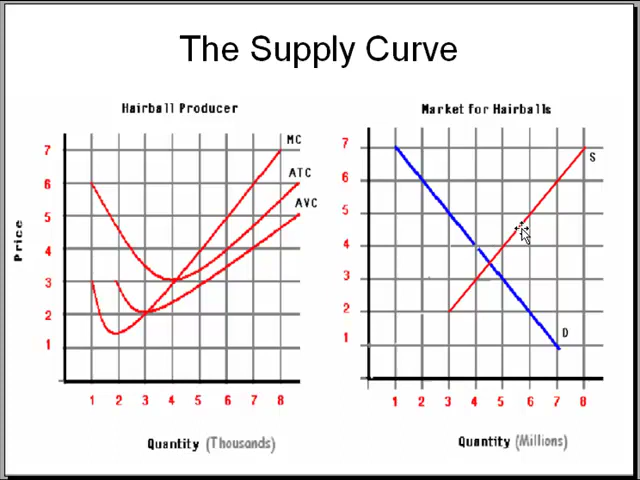 The Supply Curve
Hairball Producer
Market for Hairballs
MC
ATC
AVC
Price
7
6
5
4
3
2
1
1 2 3 4 5 6 7 8
Quantity (Thousands)
7
6
5
4
3
2
1
S
D
1 2 3 4 5 6 7 8
Quantity (Millions)